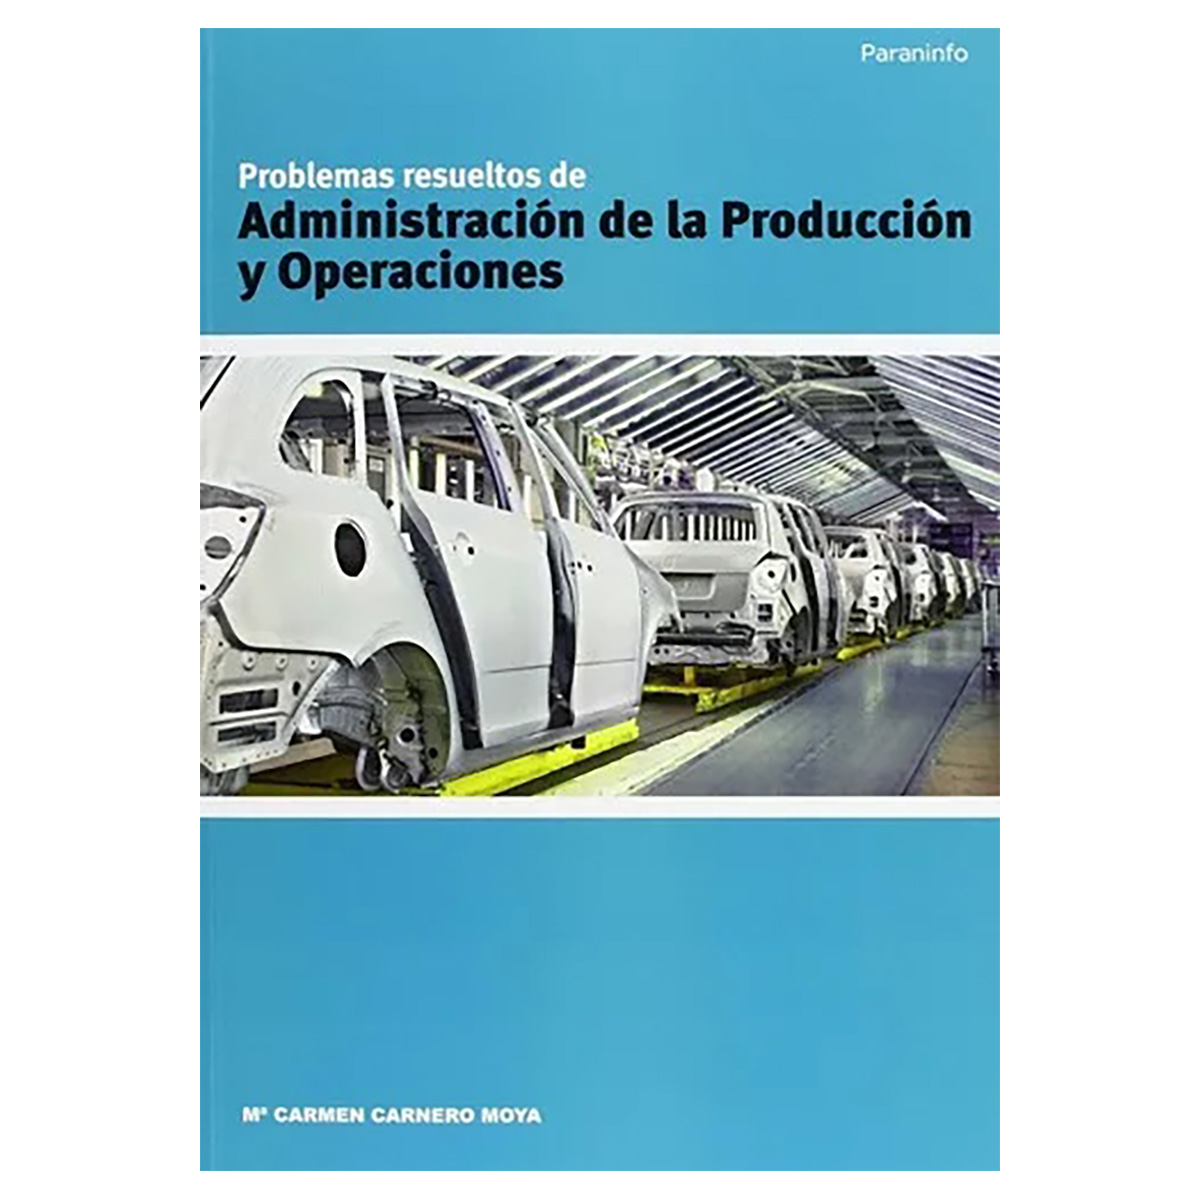 Paraninfo
Problemas resueltos de
Administración de la Producción
y Operaciones
Mª CARMEN CARNERO MOYA